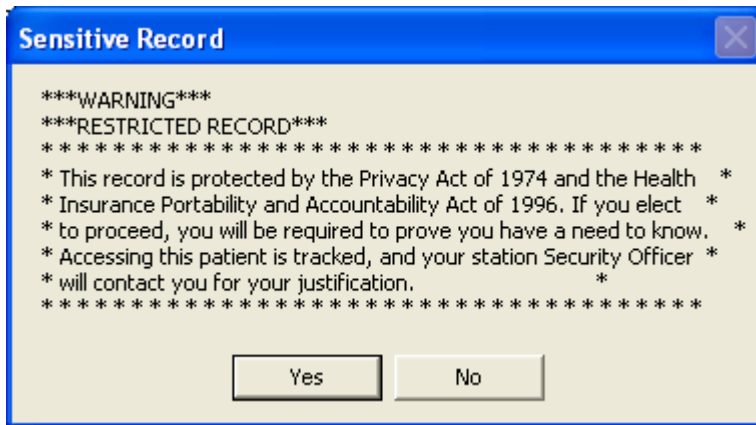 Sensitive Record
***WARNING***
***RESTRICTED RECORD***
* * * * * * * * * * * * * * * * * * * * * * * * * * * * * * * * * * * * *
* This record is protected by the Privacy Act of 1974 and the Health *
* Insurance Portability and Accountability Act of 1996. If you elect *
* to proceed, you will be required to prove you have a need to know. *
* Accessing this patient is tracked, and your station Security Officer *
* will contact you for your justification. *
* * * * * * * * * * * * * * * * * * * * * * * * * * * * * * * * * * * * *
Yes No